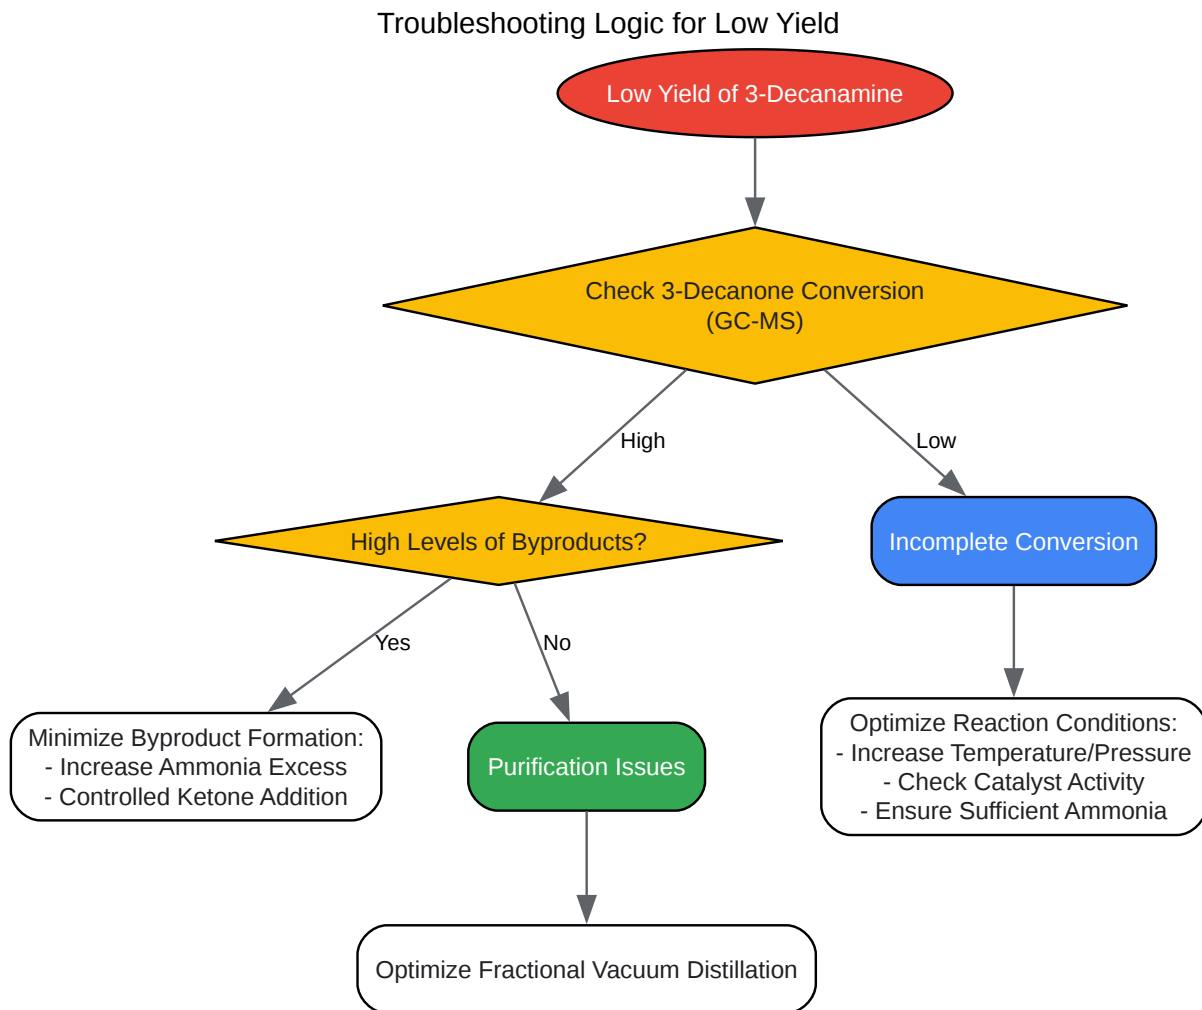 Troubleshooting Logic for Low Yield
Low Yield of 3-Decanamine
Check 3-Decanone Conversion
(GC-MS)
High
Low
High Levels of Byproducts?
Incomplete Conversion
Yes
No
Minimize Byproduct Formation:
- Increase Ammonia Excess
- Controlled Ketone Addition
Purification Issues
Optimize Reaction Conditions:
- Increase Temperature/Pressure
- Check Catalyst Activity
- Ensure Sufficient Ammonia
Optimize Fractional Vacuum Distillation